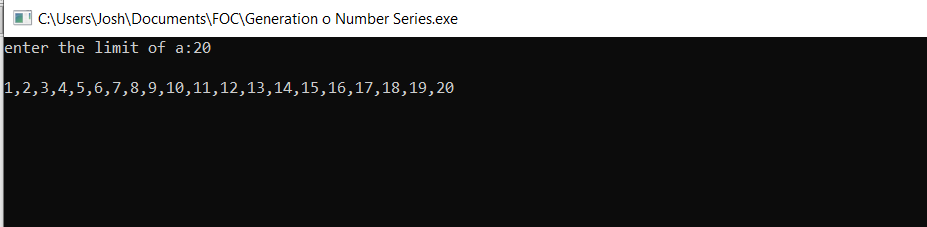 C:\Users\Josh\Documents\FOC\Generation o Number Series.exe
enter the limit of a:20
1,2,3,4,5,6,7,8,9,10,11,12,13,14,15,16,17,18,19,20